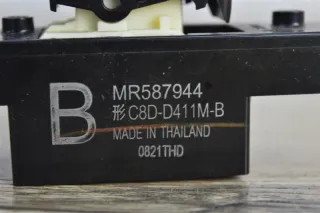 B
MR587944
形 C8D-D411M-B
MADE IN THAILAND
0821THD